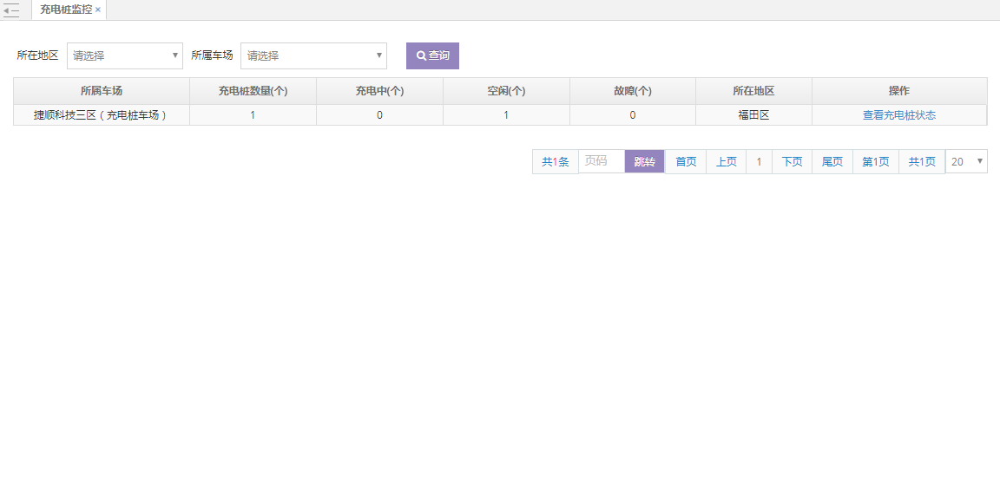 充电桩监控 ×
所在地区 请选择 所属车场 请选择 查询
所属车场 充电桩数量(个) 充电中(个) 空闲(个) 故障(个) 所在地区 操作
捷顺科技三区（充电桩车场） 1 0 1 0 福田区 查看充电桩状态
共1条 页码 跳转 首页 上页 1 下页 尾页 第1页 共1页 20